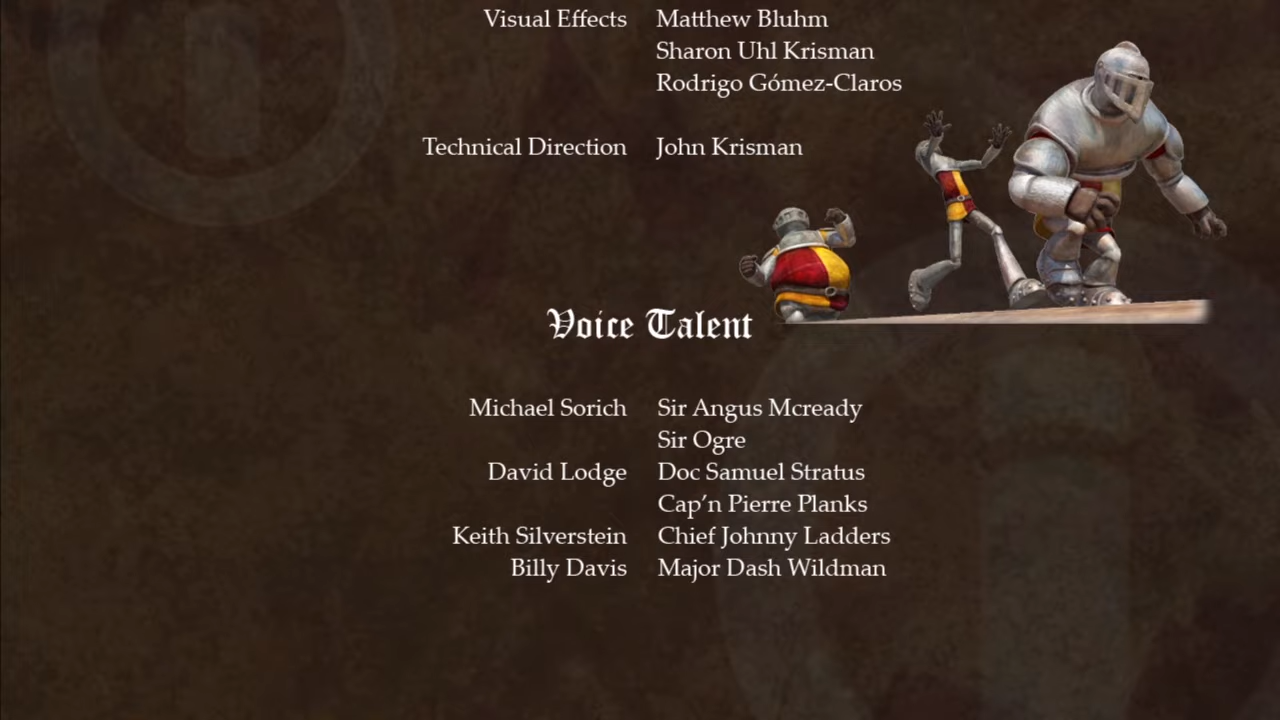 Visual Effects Matthew Bluhm
Sharon Uhl Krisman
Rodrigo Gómez-Claros
Technical Direction John Krisman
Voice Talent
Michael Sorich Sir Angus Mcready
Sir Ogre
David Lodge Doc Samuel Stratus
Cap’n Pierre Planks
Keith Silverstein Chief Johnny Ladders
Billy Davis Major Dash Wildman